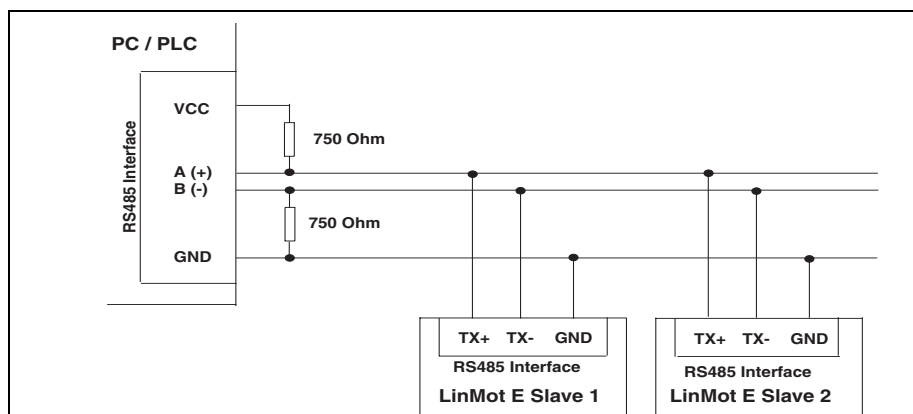 PC / PLC
RS485 Interface
VCC
750 Ohm
A (+)
B (-)
750 Ohm
GND
TX+ TX- GND
RS485 Interface
LinMot E Slave 1
TX+ TX- GND
RS485 Interface
LinMot E Slave 2